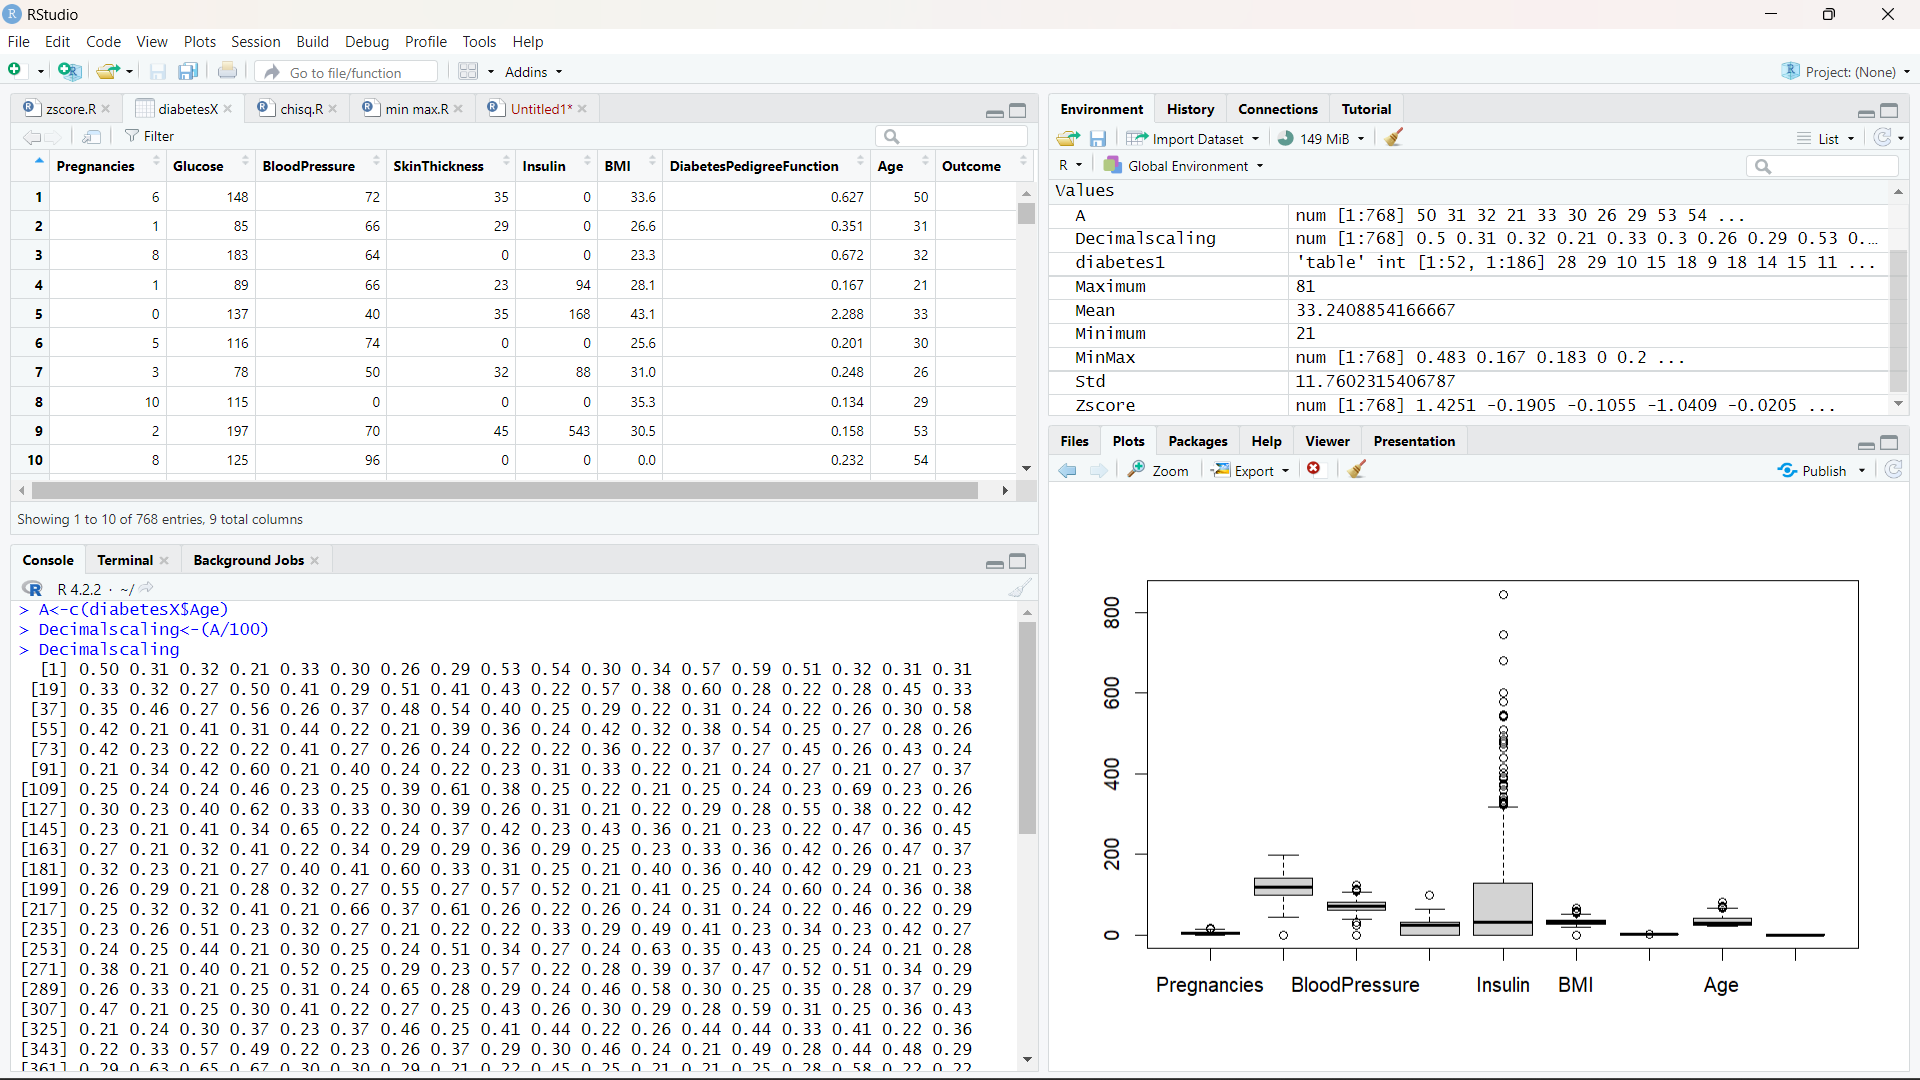 RStudio
File Edit Code View Plots Session Build Debug Profile Tools Help
Go to file/function Addins Project: (None)
zscore.R diabetesX chisq.R min max.R Untitled1*
Filter
Pregnancies Glucose BloodPressure SkinThickness Insulin BMI DiabetesPedigreeFunction Age Outcome
1 6 148 72 35 0 33.6 0.627 50
2 1 85 66 29 0 26.6 0.351 31
3 8 183 64 0 0 23.3 0.672 32
4 1 89 66 23 94 28.1 0.167 21
5 0 137 40 35 168 43.1 2.288 33
6 5 116 74 0 0 25.6 0.201 30
7 3 78 50 32 88 31.0 0.248 26
8 10 115 0 0 0 35.3 0.134 29
9 2 197 70 45 543 30.5 0.158 53
10 8 125 96 0 0 0.0 0.232 54
Showing 1 to 10 of 768 entries, 9 total columns
Console Terminal Background Jobs
R 4.2.2 · ~/
> A<-c(diabetesX$Age)
> Decimalscaling<-(A/100)
> Decimalscaling
[1] 0.50 0.31 0.32 0.21 0.33 0.30 0.26 0.29 0.53 0.54 0.30 0.34 0.57 0.59 0.51 0.32 0.31 0.31
[19] 0.33 0.32 0.27 0.50 0.41 0.29 0.51 0.41 0.43 0.22 0.57 0.38 0.60 0.28 0.22 0.28 0.45 0.33
[37] 0.35 0.46 0.27 0.56 0.26 0.37 0.48 0.54 0.40 0.25 0.29 0.22 0.31 0.24 0.22 0.26 0.30 0.58
[55] 0.42 0.21 0.41 0.31 0.44 0.22 0.21 0.39 0.36 0.24 0.42 0.32 0.38 0.54 0.25 0.27 0.28 0.26
[73] 0.42 0.23 0.22 0.22 0.41 0.27 0.26 0.24 0.22 0.22 0.36 0.22 0.37 0.27 0.45 0.26 0.43 0.24
[91] 0.21 0.34 0.42 0.60 0.21 0.40 0.24 0.22 0.23 0.31 0.33 0.22 0.21 0.24 0.27 0.21 0.27 0.37
[109] 0.25 0.24 0.24 0.46 0.23 0.25 0.39 0.61 0.38 0.25 0.22 0.21 0.25 0.24 0.23 0.69 0.23 0.26
[127] 0.30 0.23 0.40 0.62 0.33 0.33 0.30 0.39 0.26 0.31 0.21 0.22 0.29 0.28 0.55 0.38 0.22 0.42
[145] 0.23 0.21 0.41 0.34 0.65 0.22 0.24 0.37 0.42 0.23 0.43 0.36 0.21 0.23 0.22 0.47 0.36 0.45
[163] 0.27 0.21 0.32 0.41 0.22 0.34 0.29 0.29 0.36 0.29 0.25 0.23 0.33 0.36 0.42 0.26 0.47 0.37
[181] 0.32 0.23 0.21 0.27 0.40 0.41 0.60 0.33 0.31 0.25 0.21 0.40 0.36 0.40 0.42 0.29 0.21 0.23
[199] 0.26 0.29 0.21 0.28 0.32 0.27 0.55 0.27 0.57 0.52 0.21 0.41 0.25 0.24 0.60 0.24 0.36 0.38
[217] 0.25 0.32 0.32 0.41 0.21 0.66 0.37 0.61 0.26 0.22 0.26 0.24 0.31 0.24 0.22 0.46 0.22 0.29
[235] 0.23 0.26 0.51 0.23 0.32 0.27 0.21 0.22 0.22 0.33 0.29 0.49 0.41 0.23 0.34 0.23 0.42 0.27
[253] 0.24 0.25 0.44 0.21 0.30 0.25 0.24 0.51 0.34 0.27 0.24 0.63 0.35 0.43 0.25 0.24 0.21 0.28
[271] 0.38 0.21 0.40 0.21 0.52 0.25 0.29 0.23 0.57 0.22 0.28 0.39 0.37 0.47 0.52 0.51 0.34 0.29
[289] 0.26 0.33 0.21 0.25 0.31 0.24 0.65 0.28 0.29 0.24 0.46 0.58 0.30 0.25 0.35 0.28 0.37 0.29
[307] 0.47 0.21 0.25 0.30 0.41 0.22 0.27 0.25 0.43 0.26 0.30 0.29 0.28 0.59 0.31 0.25 0.36 0.43
[325] 0.21 0.24 0.30 0.37 0.23 0.37 0.46 0.25 0.41 0.44 0.22 0.26 0.44 0.44 0.33 0.41 0.22 0.36
[343] 0.22 0.33 0.57 0.49 0.22 0.23 0.26 0.37 0.29 0.30 0.46 0.24 0.21 0.49 0.28 0.44 0.48 0.29
[361] 0.29 0.63 0.65 0.67 0.30 0.30 0.29 0.21 0.22 0.45 0.25 0.21 0.21 0.25 0.28 0.58 0.22 0.22
Environment History Connections Tutorial
Import Dataset 149 MiB List
R Global Environment
Values
A num [1:768] 50 31 32 21 33 30 26 29 53 54 ...
Decimalscaling num [1:768] 0.5 0.31 0.32 0.21 0.33 0.3 0.26 0.29 0.53 0.…
diabetes1 'table' int [1:52, 1:186] 28 29 10 15 18 9 18 14 15 11 ...
Maximum 81
Mean 33.2408854166667
Minimum 21
MinMax num [1:768] 0.483 0.167 0.183 0 0.2 ...
Std 11.7602315406787
Zscore num [1:768] 1.4251 -0.1905 -0.1055 -1.0409 -0.0205 ...
Files Plots Packages Help Viewer Presentation
Zoom Export Publish
800
600
400
200
0
Pregnancies BloodPressure Insulin BMI Age